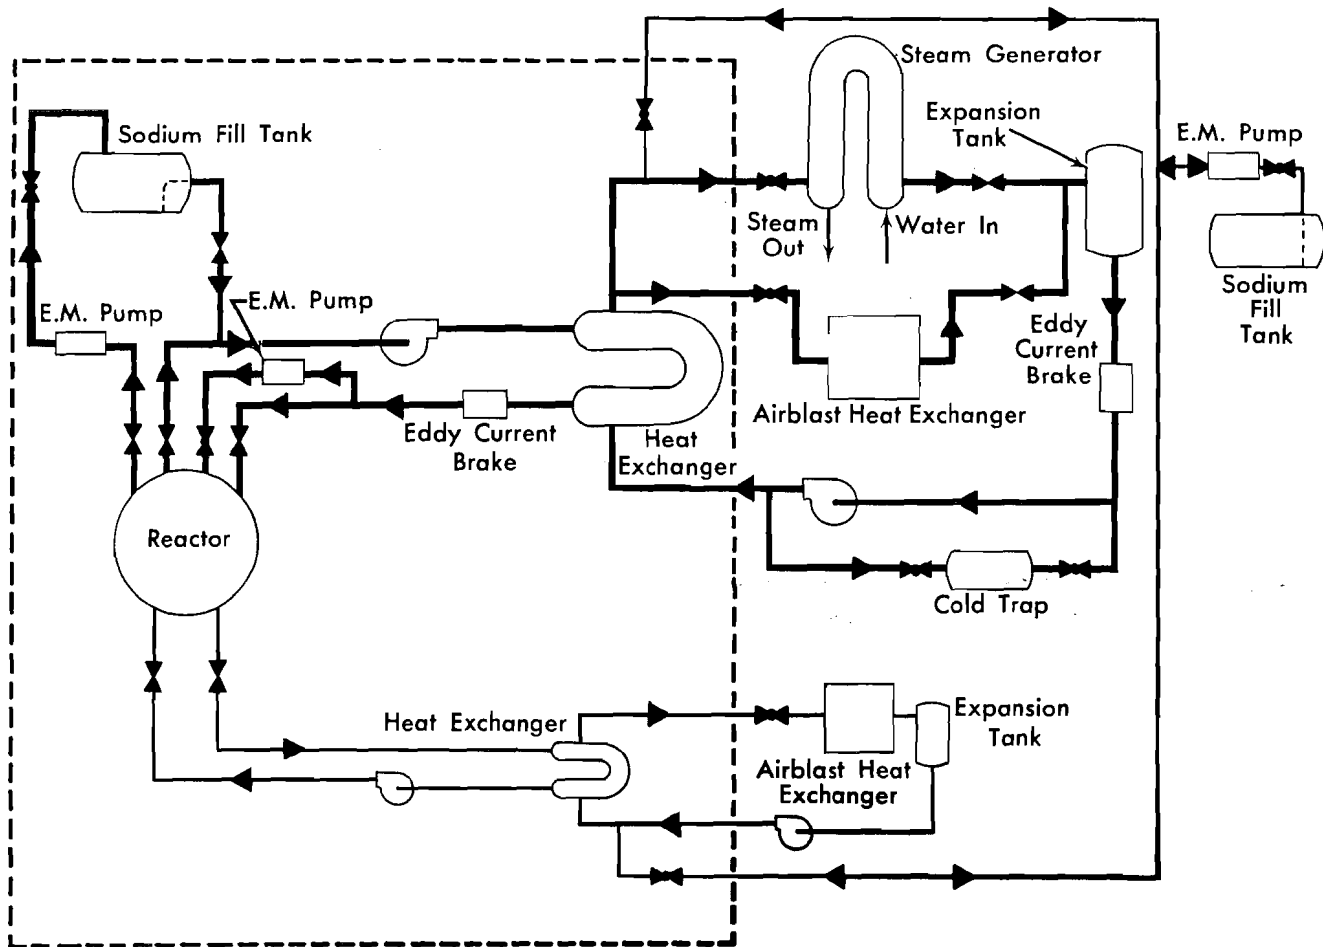 Steam Generator
Expansion
Tank
E.M. Pump
Sodium Fill Tank
Steam
Out
Water In
Sodium
Fill
Tank
E.M. Pump
E.M. Pump
Eddy
Current
Brake
Airblast Heat Exchanger
Eddy Current
Brake
Heat
Exchanger
Reactor
Cold Trap
Heat Exchanger
Expansion
Tank
Airblast Heat
Exchanger